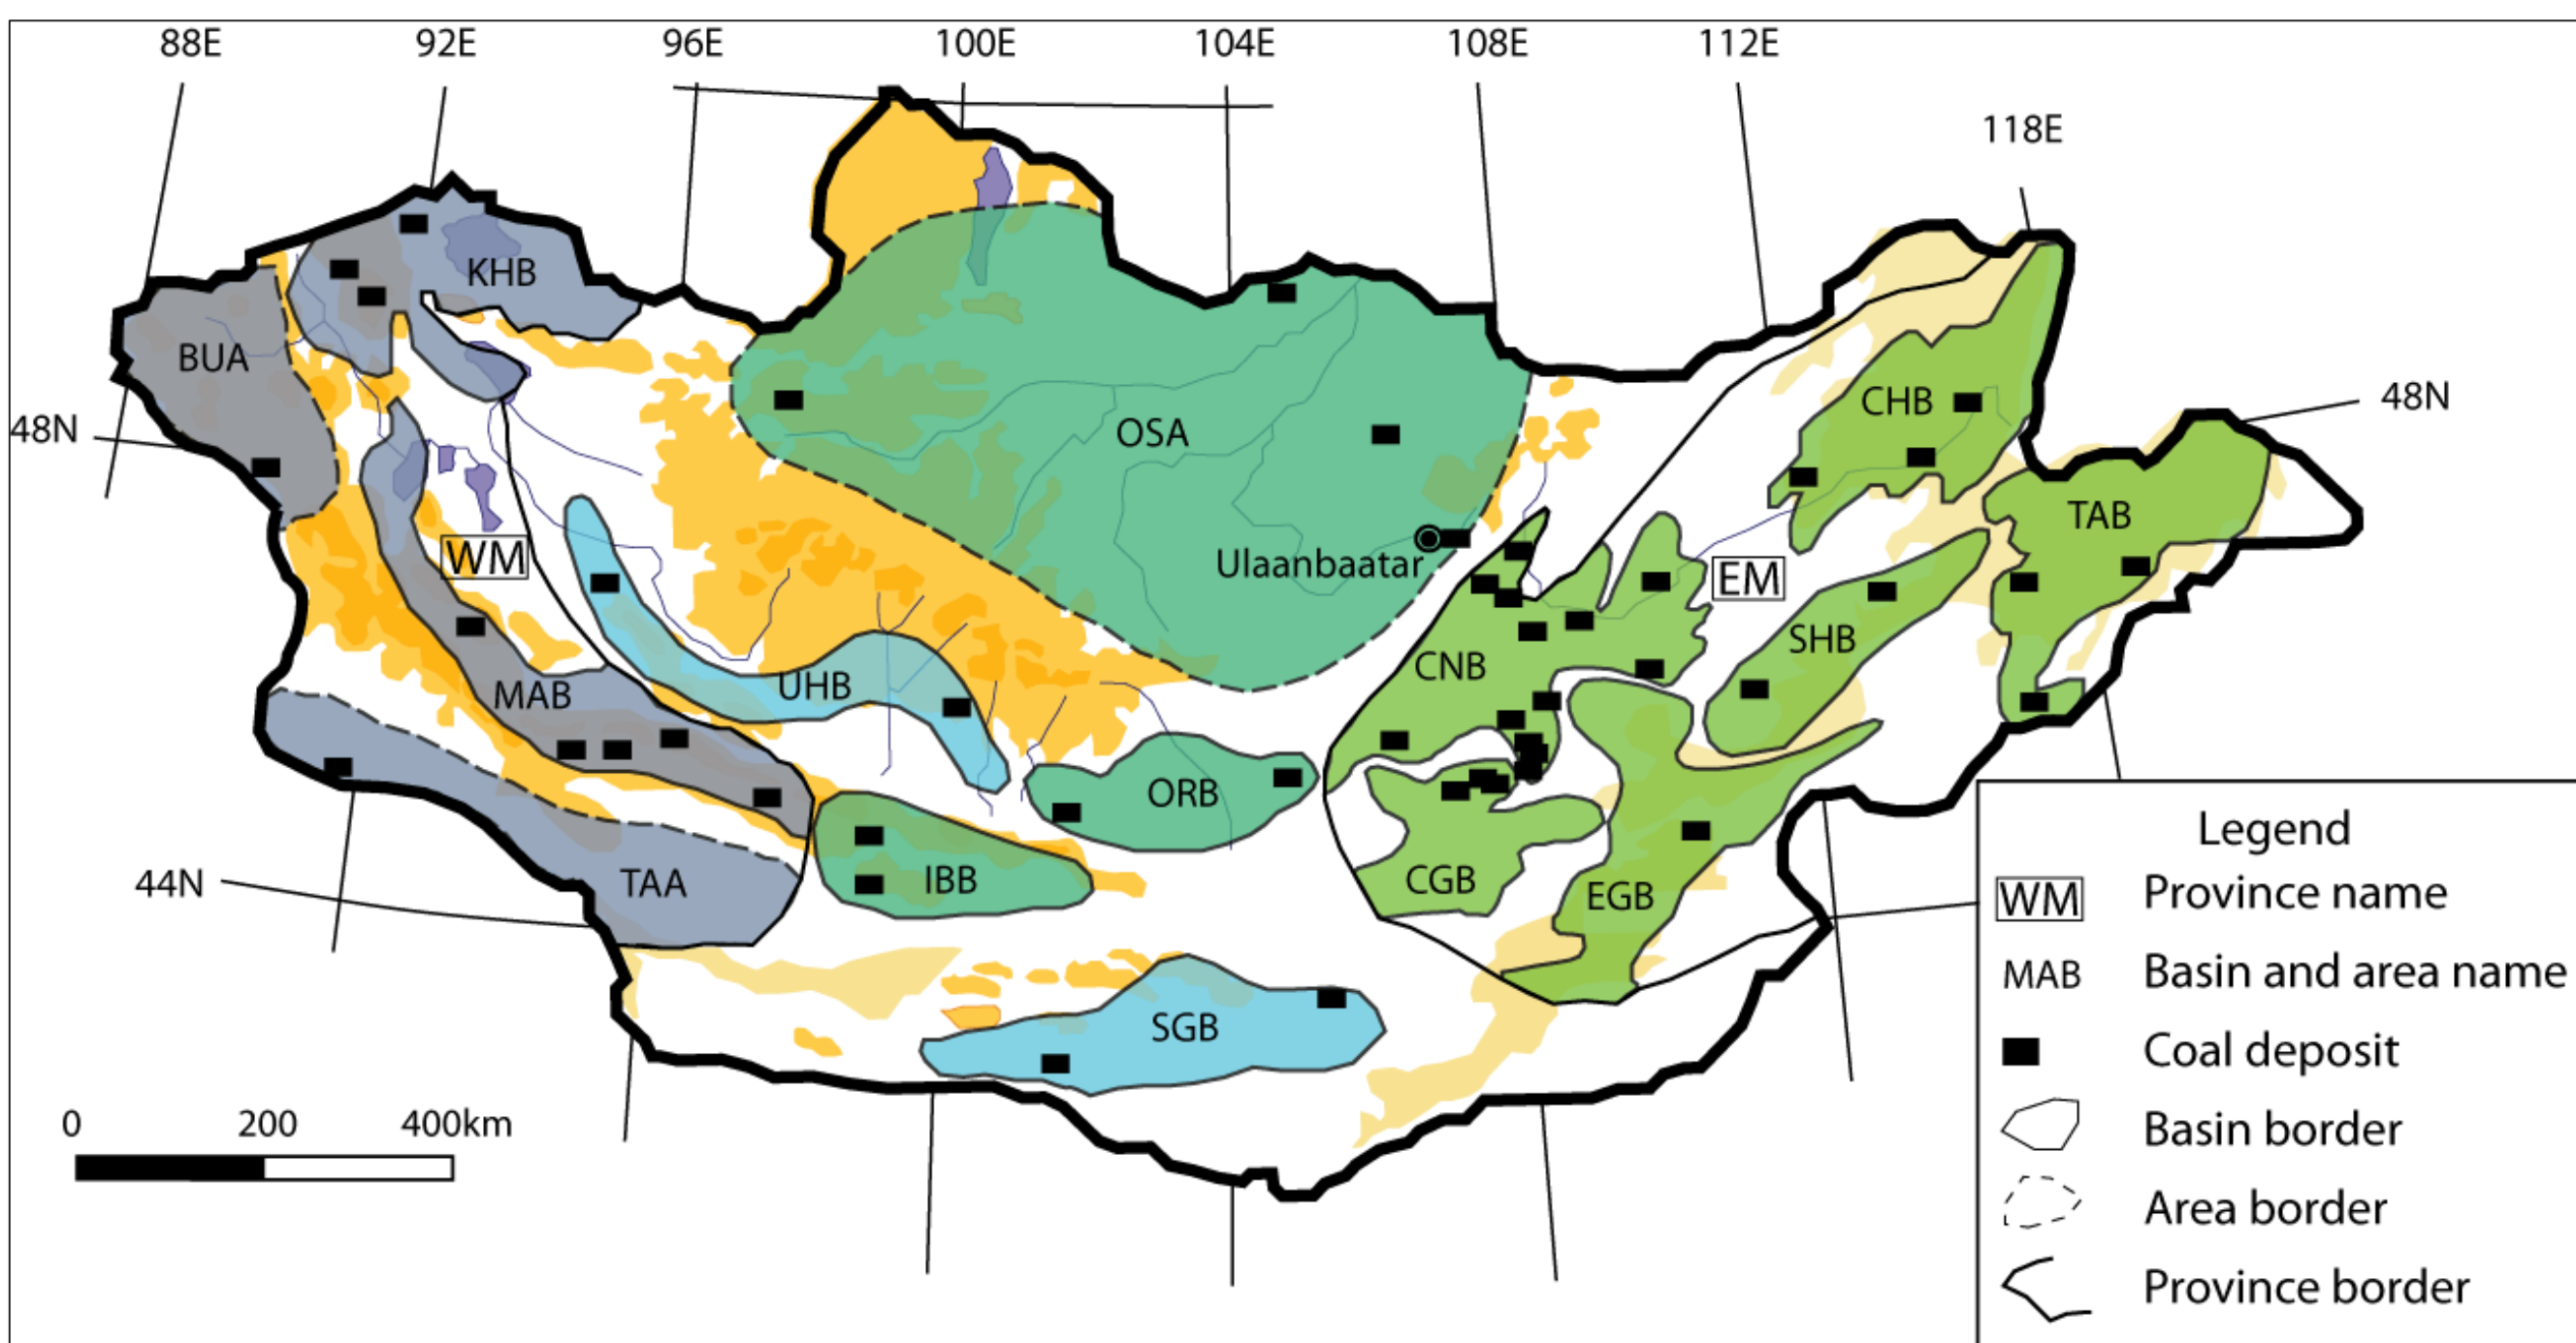 88E 92E 96E 100E 104E 108E 112E
118E
KHB
BUA
48N
OSA
CHB
48N
TAB
WM
Ulaanbaatar
EM
SHB
CNB
UHB
MAB
ORB
TAA
IBB
CGB
EGB
44N
SGB
0 200 400km
Legend
WM Province name
MAB Basin and area name
Coal deposit
Basin border
Area border
Province border